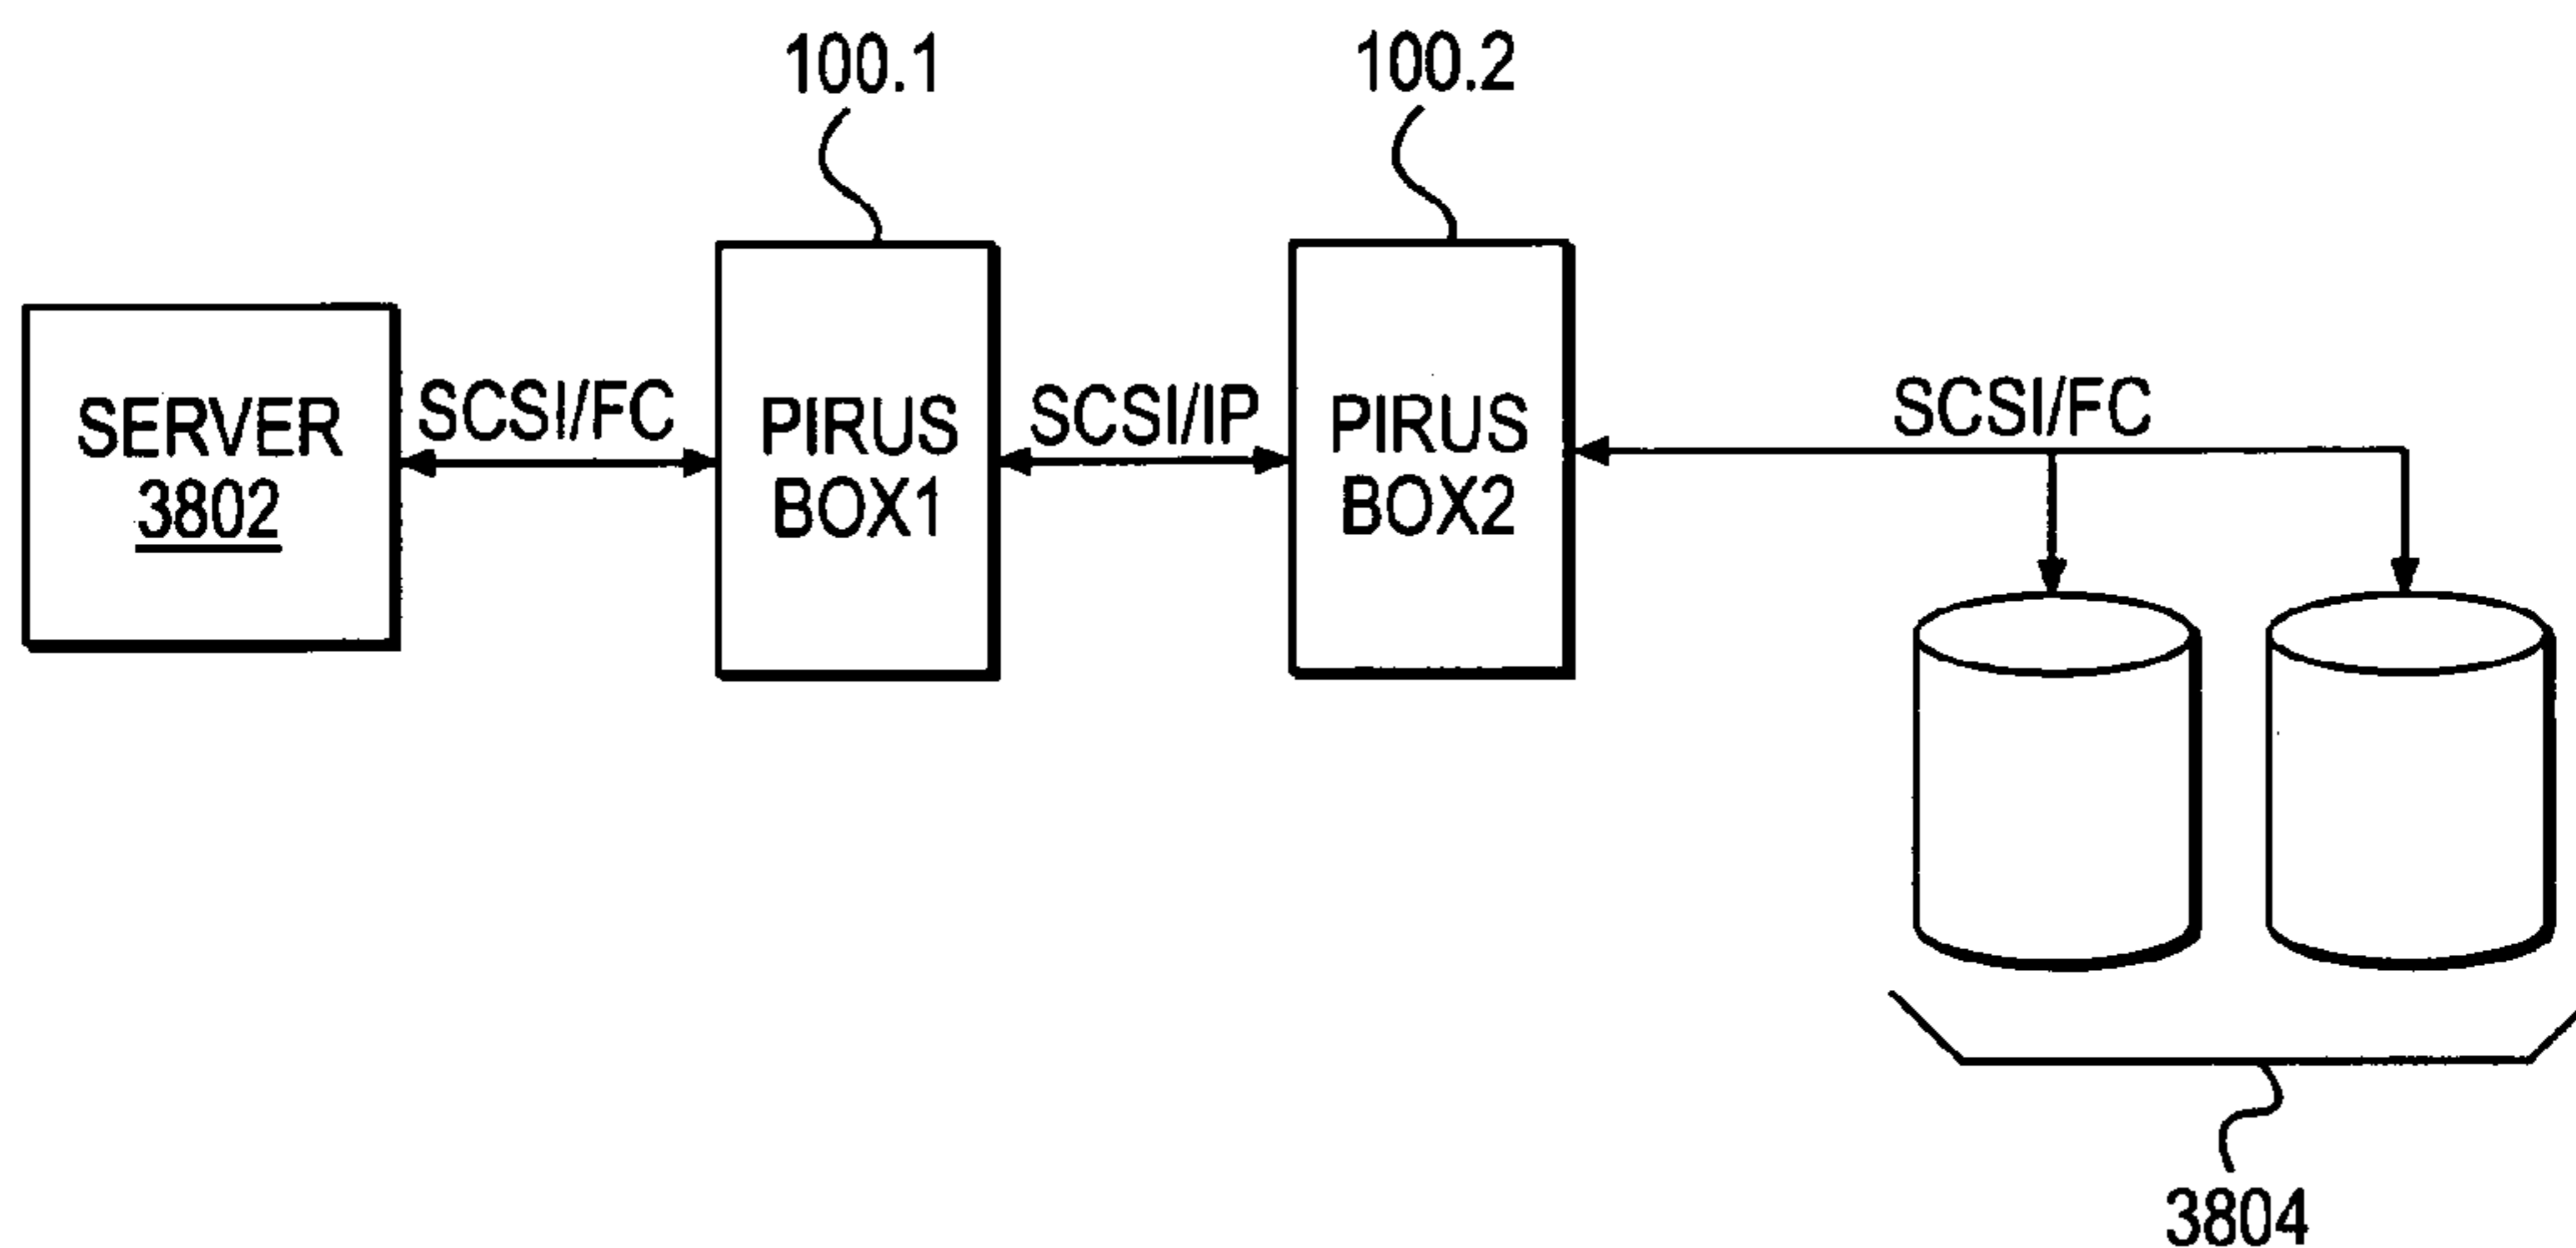 100.1
100.2
SERVER
3802
SCSI/FC
PIRUS
BOX1
SCSI/IP
PIRUS
BOX2
SCSI/FC
3804